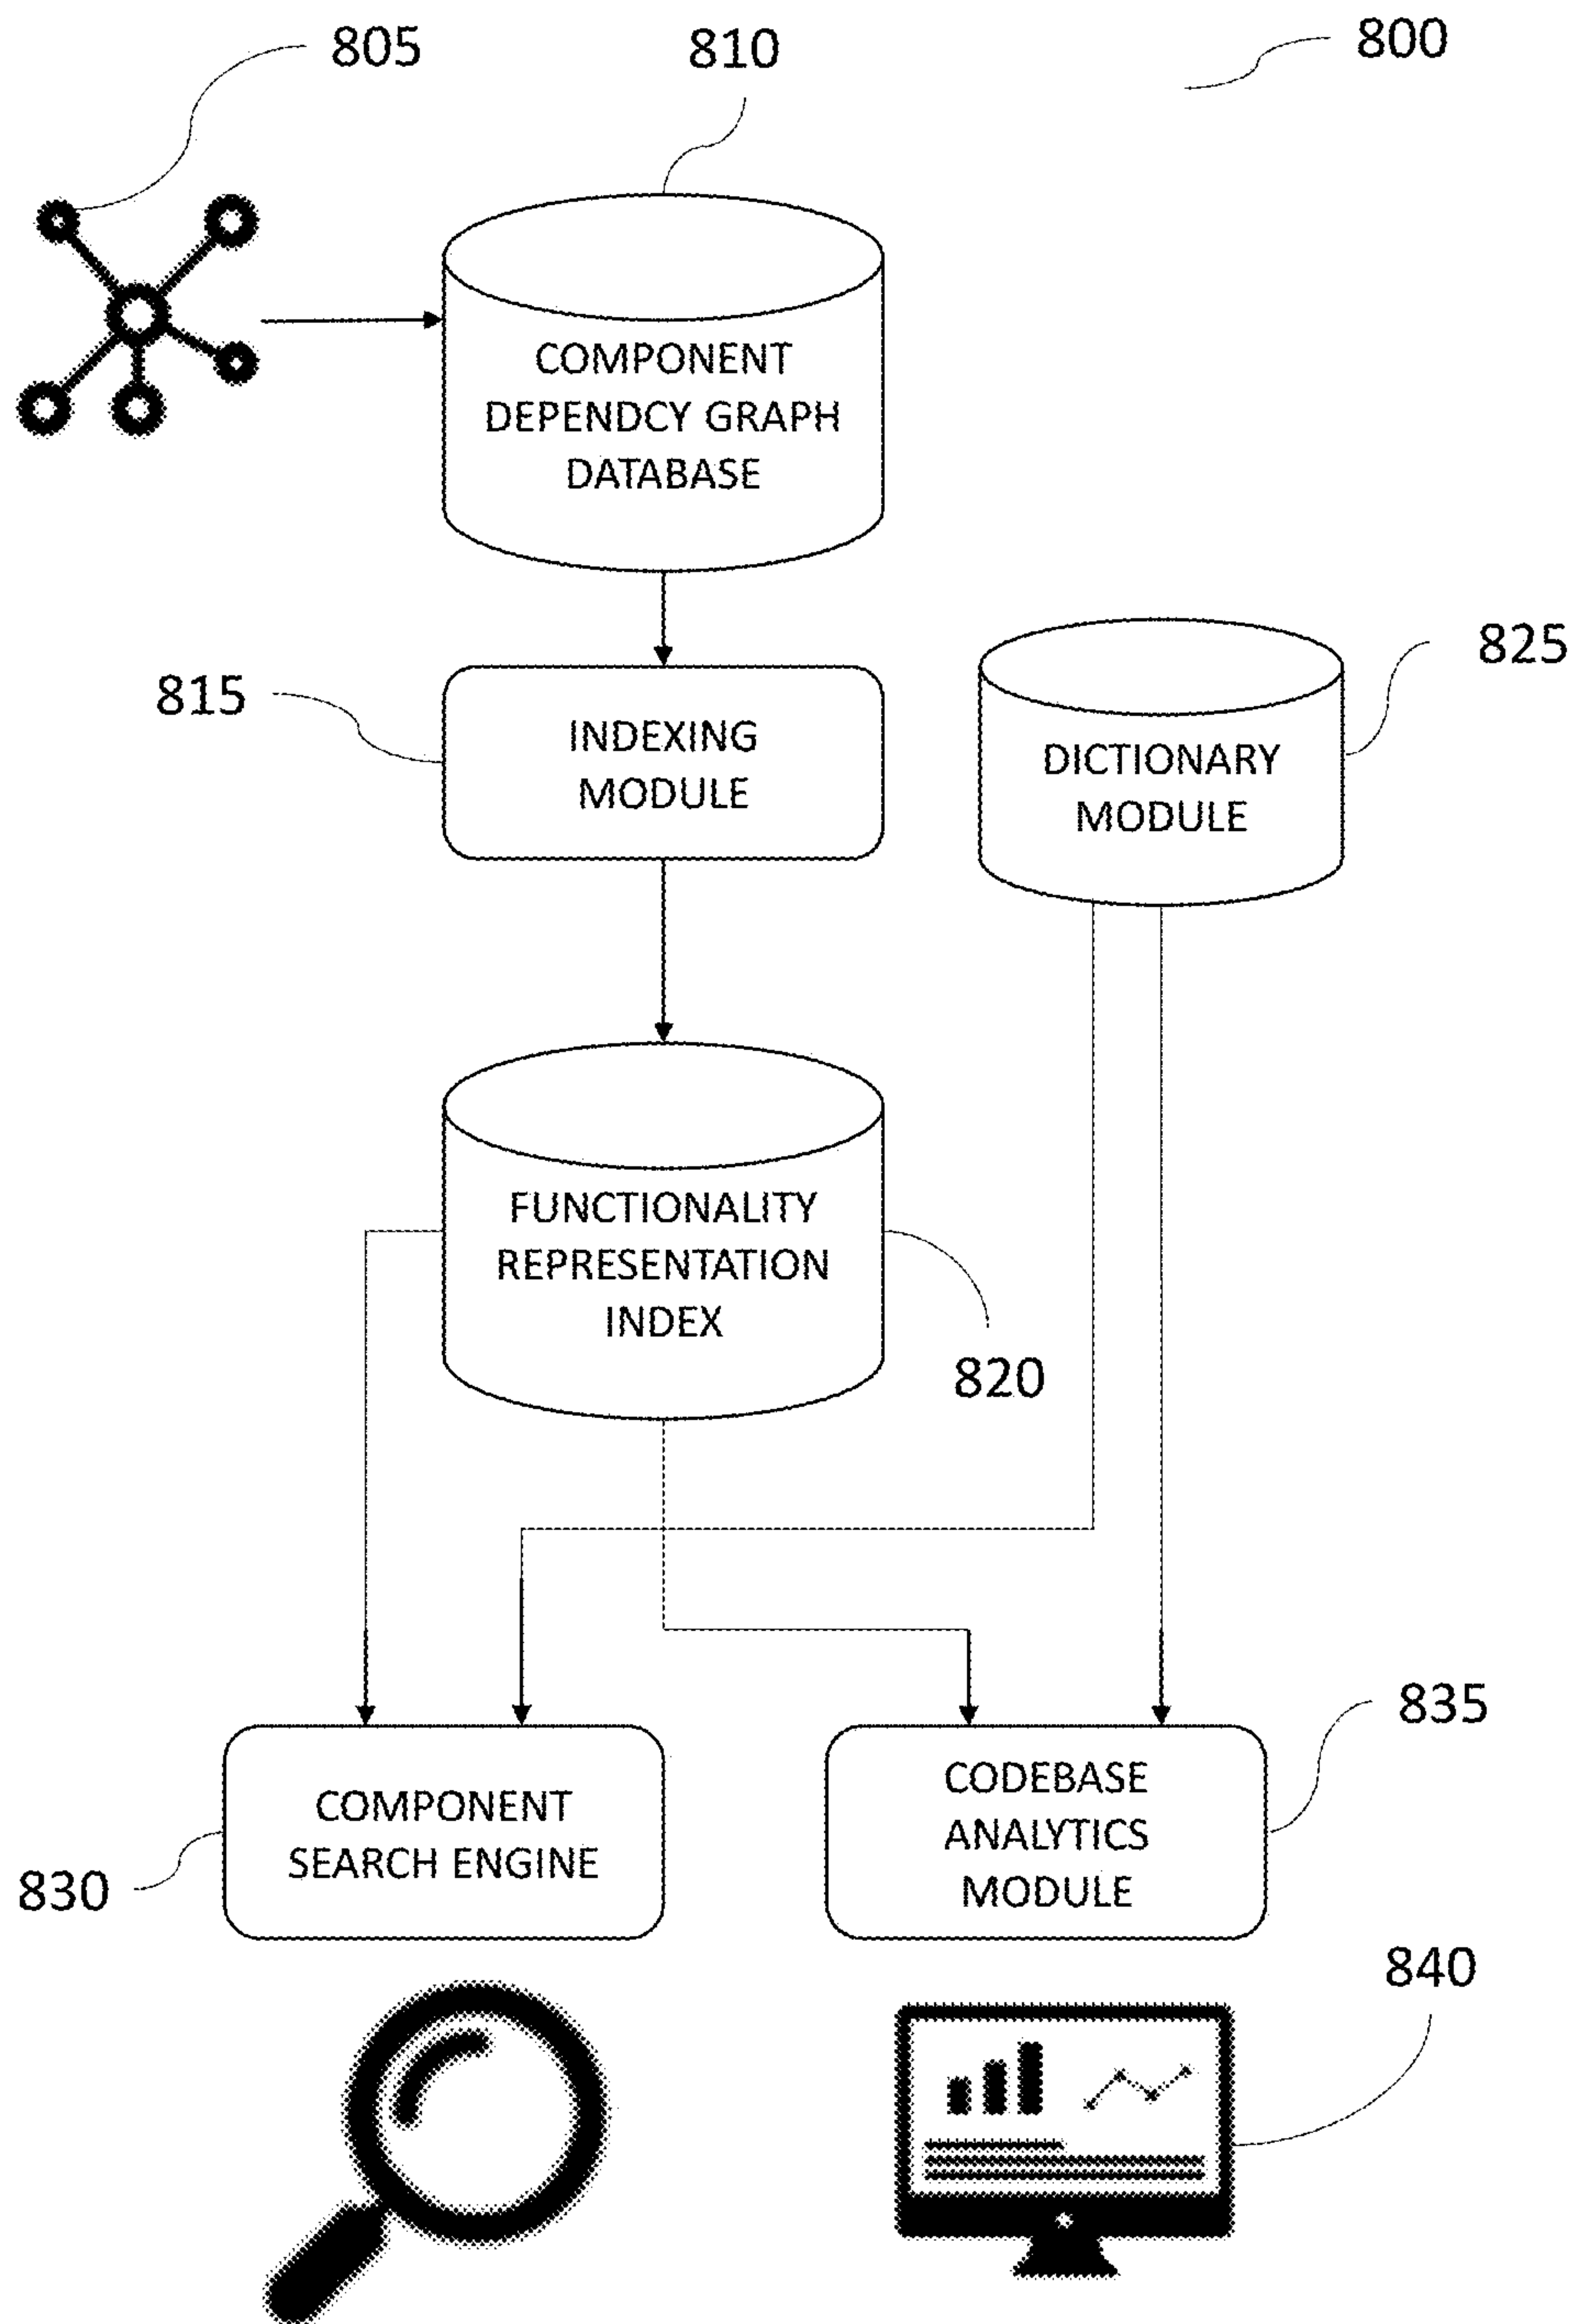 805
810
800
COMPONENT
DEPENDCY GRAPH
DATABASE
815
INDEXING
MODULE
825
DICTIONARY
MODULE
FUNCTIONALITY
REPRESENTATION
INDEX
820
835
COMPONENT
SEARCH ENGINE
830
CODEBASE
ANALYTICS
MODULE
840